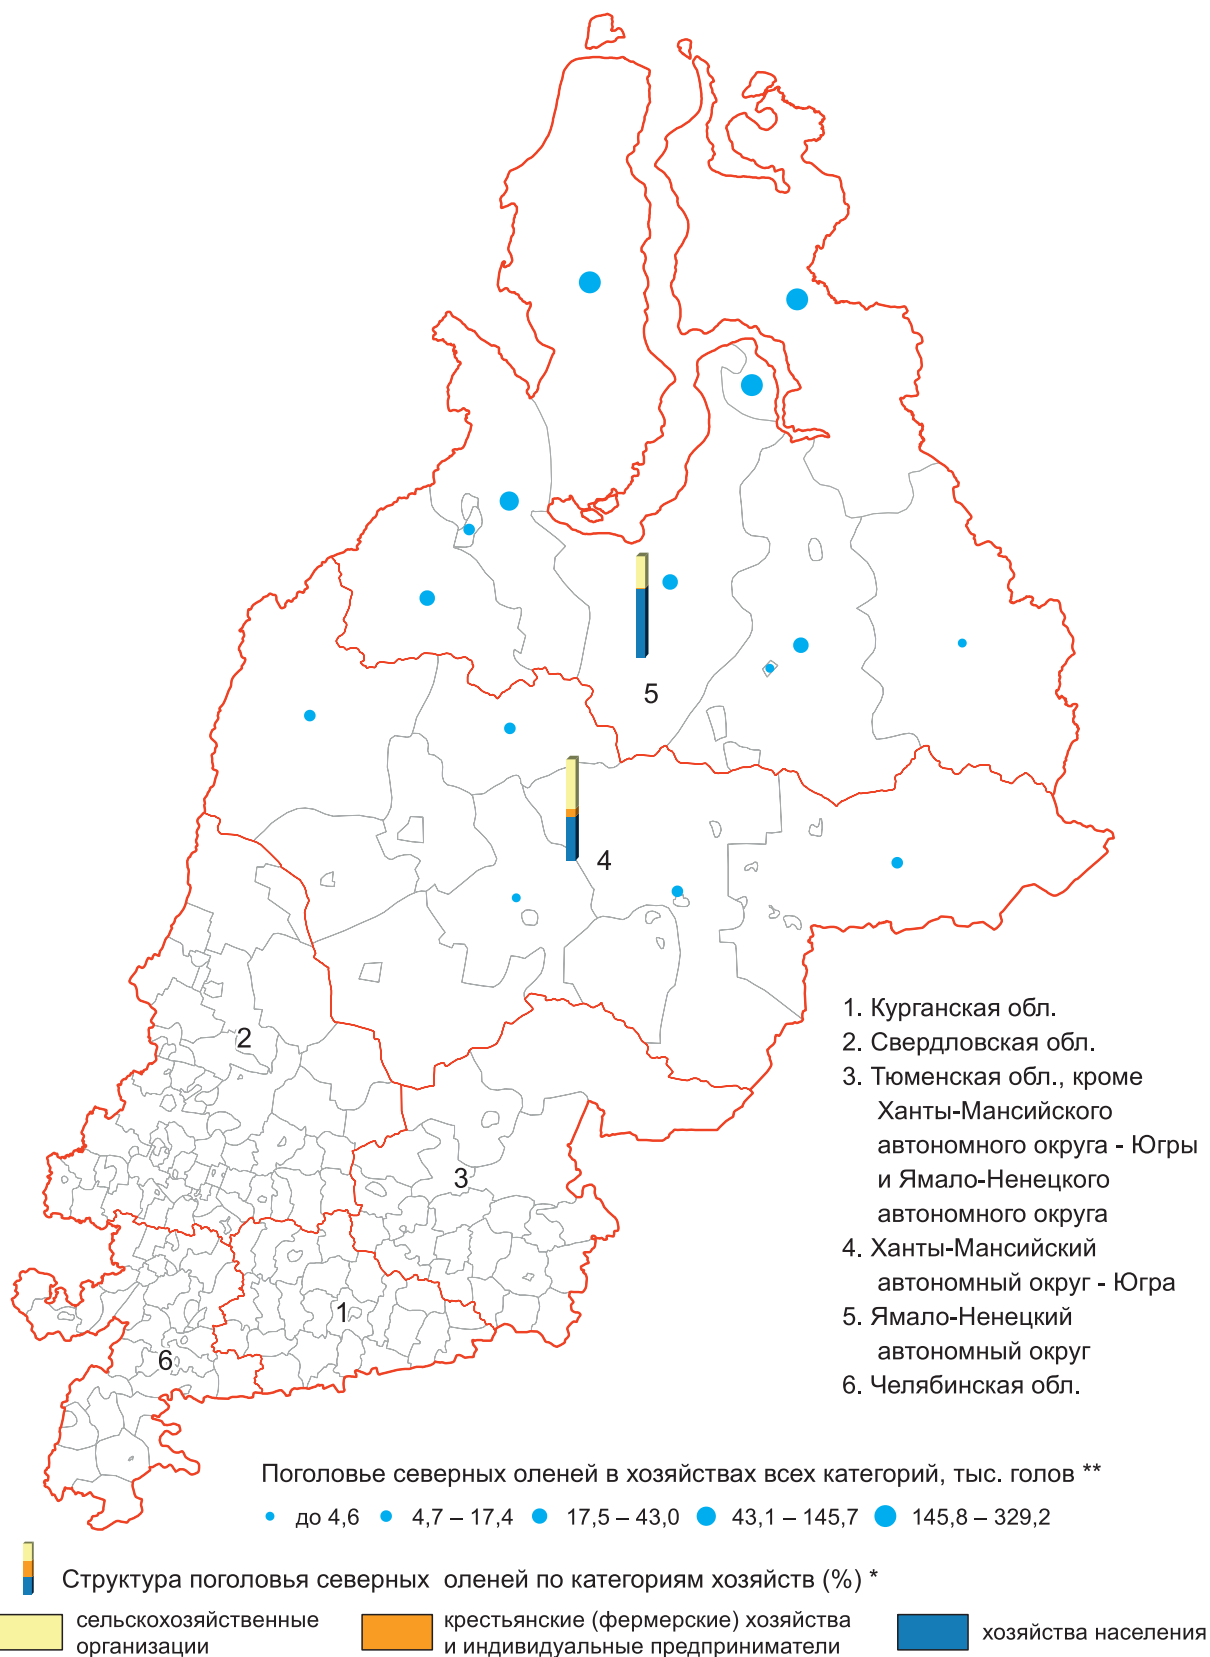 5
4
2
3
1
6
1. Курганская обл.
2. Свердловская обл.
3. Тюменская обл., кроме
Ханты-Мансийского
автономного округа - Югры
и Ямало-Ненецкого
автономного округа
4. Ханты-Мансийский
автономный округ - Югра
5. Ямало-Ненецкий
автономный округ
6. Челябинская обл.
Поголовье северных оленей в хозяйствах всех категорий, тыс. голов **
до 4,6 4,7 – 17,4 17,5 – 43,0 43,1 – 145,7 145,8 – 329,2
Структура поголовья северных оленей по категориям хозяйств (%) *
сельскохозяйственные
организации
крестьянские (фермерские) хозяйства
и индивидуальные предприниматели
хозяйства населения